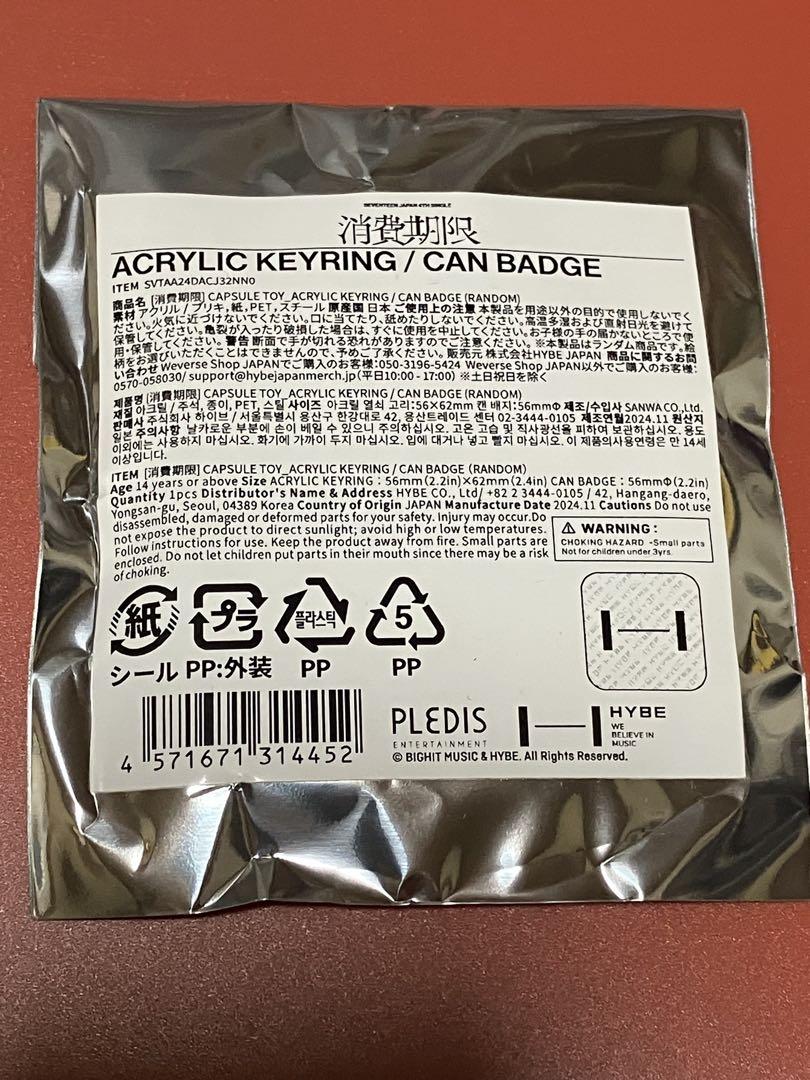 SEVENTEEN JAPAN 4TH SINGLE
消費期限
ACRYLIC KEYRING / CAN BADGE
ITEM SVTAA24DACJ32NN0
商品名 [消費期限] CAPSULE TOY_ACRYLIC KEYRING / CAN BADGE (RANDOM)
素材 アクリル / ブリキ, 紙, PET, スチール 原産国 日本 ご使用上の注意 本製品を用途以外の目的で使用しないでく
ださい。火気に近づけないでください。口に当てたり、舐めたりしないでください。高温多湿および直射日光を避けて
保管してください。亀裂が入ったり破損した場合は、すぐに使用を中止してください。お子様の手の届かないところで使
用・保管してください。警告 断面で手が切れる恐れがありますのでご注意ください。※本製品はランダム商品です。絵
柄をお選びいただくことはできませんので、予めご了承ください。販売元 株式会社HYBE JAPAN 商品に関するお問
い合わせ Weverse Shop JAPANでご購入のお客様:050-3196-5424 Weverse Shop JAPAN以外でご購入のお客様:
0570-058030/ support@hybejapanmerch.jp (平日10:00 - 17:00) ※土日祝日を除く
제품명 [消費期限] CAPSULE TOY_ACRYLIC KEYRING / CAN BADGE (RANDOM)
재질 아크릴 / 주석, 종이, PET, 스틸 사이즈 아크릴 열쇠 고리:56×62mm 캔 배지:56mmΦ 제조/수입사 SANWA CO.,Ltd.
판매사 주식회사 하이브 / 서울특별시 용산구 한강대로 42, 용산트레이드 센터 02-3444-0105 제조연월2024.11 원산지
일본 주의사항 날카로운 부분에 손이 베일 수 있으니 주의하십시오. 고온 고습 및 직사광선을 피하여 보관하십시오. 용도
이외에는 사용하지 마십시오. 화기에 가까이 두지 마십시오. 입에 대거나 넣고 빨지 마십시오. 이 제품의사용연령은 만 14세
이상입니다.
ITEM [消費期限] CAPSULE TOY_ACRYLIC KEYRING / CAN BADGE (RANDOM)
Age 14 years or above Size ACRYLIC KEYRING : 56mm (2.2in)×62mm (2.4in) CAN BADGE : 56mmΦ (2.2in)
Quantity 1pcs Distributor's Name & Address HYBE CO., Ltd/ +82 2 3444-0105 / 42, Hangang-daero,
Yongsan-gu, Seoul, 04389 Korea Country of Origin JAPAN Manufacture Date 2024.11 Cautions Do not use
disassembled, damaged or deformed parts for your safety. Injury may occur.Do
not expose the product to direct sunlight; avoid high or low temperatures.
Follow instructions for use. Keep the product away from fire. Small parts are
enclosed. Do not let children put parts in their mouth since there may be a risk
of choking.
WARNING :
CHOKING HAZARD -Small parts
Not for children under 3yrs.
紙
プラ
플라스틱
5
シール
PP:外装
PP
PP
4 571671 314452
PLEDIS
ENTERTAINMENT
HYBE
WE
BELIEVE IN
MUSIC
© BIGHIT MUSIC & HYBE. All Rights Reserved.